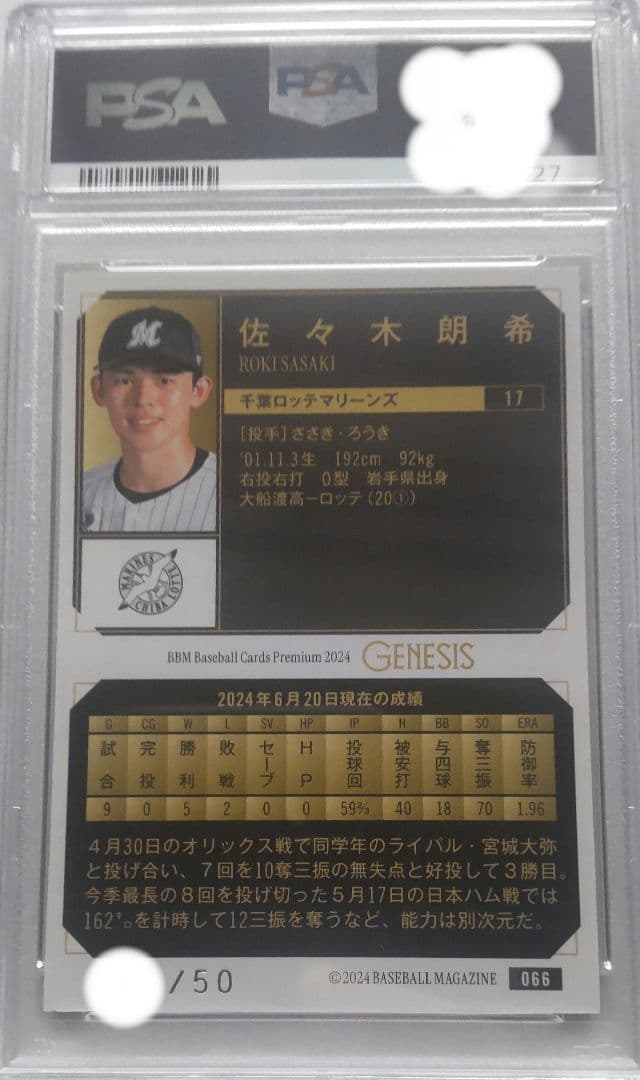 PSA
PSA
27
M
佐々木朗希
ROKI SASAKI
千葉ロッテマリーンズ 17
[投手]ささき・ろうき
'01.11.3生 192cm 92kg
右投右打 O型 岩手県出身
大船渡高ーロッテ(20①)
MARINES
CHIBA LOTTE
BBM Baseball Cards Premium 2024 GENESIS
2024年6月20日現在の成績
G CG W L SV HP IP H BB SO ERA
試合 完投 勝利 敗戦 セーブ HP 投球回 被安打 与四球 奪三振 防御率
9 0 5 2 0 0 59⅔ 40 18 70 1.96
4月30日のオリックス戦で同学年のライバル・宮城大弥
と投げ合い、7回を10奪三振の無失点と好投して3勝目。
今季最長の8回を投げ切った5月17日の日本ハム戦では
162㌔を計時して12三振を奪うなど、能力は別次元だ。
/50
©2024 BASEBALL MAGAZINE 066